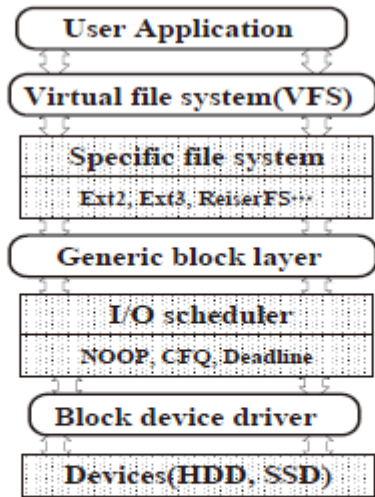 User Application
Virtual file system(VFS)
Specific file system
Ext2, Ext3, ReiserFS···
Generic block layer
I/O scheduler
NOOP, CFQ, Deadline
Block device driver
Devices(HDD, SSD)